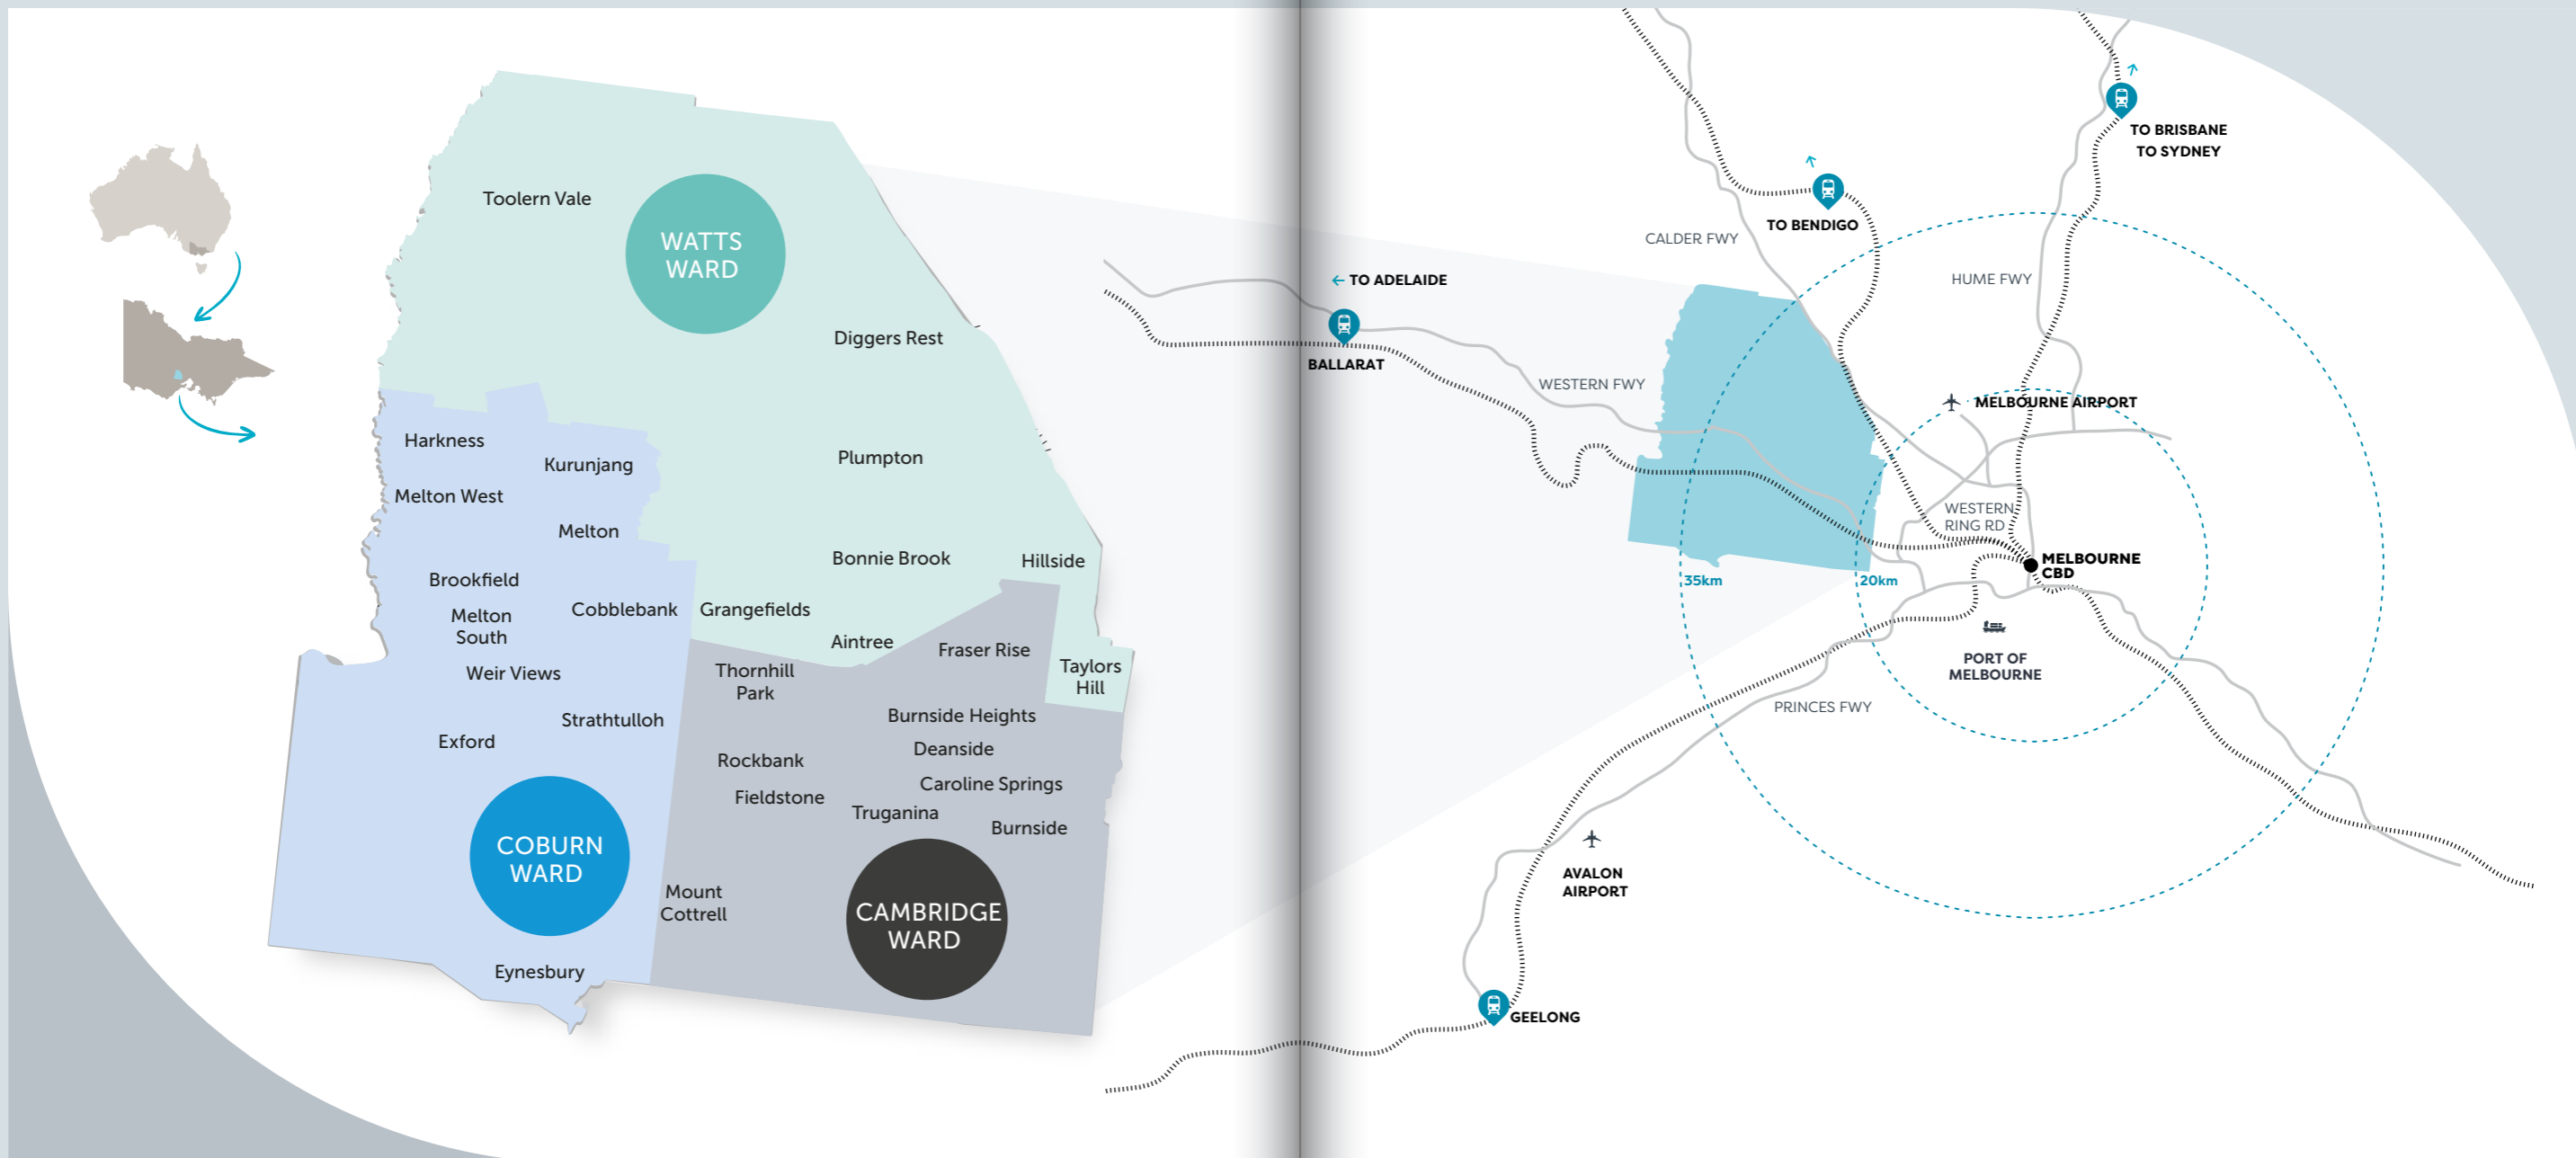 Toolern Vale
WATTS
WARD
Diggers Rest
Harkness
Kurunjang
Plumpton
Melton West
Melton
Bonnie Brook
Hillside
Brookfield
Cobblebank
Grangefields
Melton
South
Aintree
Fraser Rise
Weir Views
Thornhill
Park
Taylors
Hill
Strathtulloh
Burnside Heights
Exford
Deanside
Rockbank
Caroline Springs
Fieldstone
Truganina
Burnside
COBURN
WARD
Mount
Cottrell
CAMBRIDGE
WARD
Eynesbury
TO BRISBANE
TO SYDNEY
TO BENDIGO
CALDER FWY
HUME FWY
TO ADELAIDE
BALLARAT
WESTERN FWY
MELBOURNE AIRPORT
WESTERN
RING RD
MELBOURNE
CBD
35km
20km
PORT OF
MELBOURNE
PRINCES FWY
AVALON
AIRPORT
GEELONG